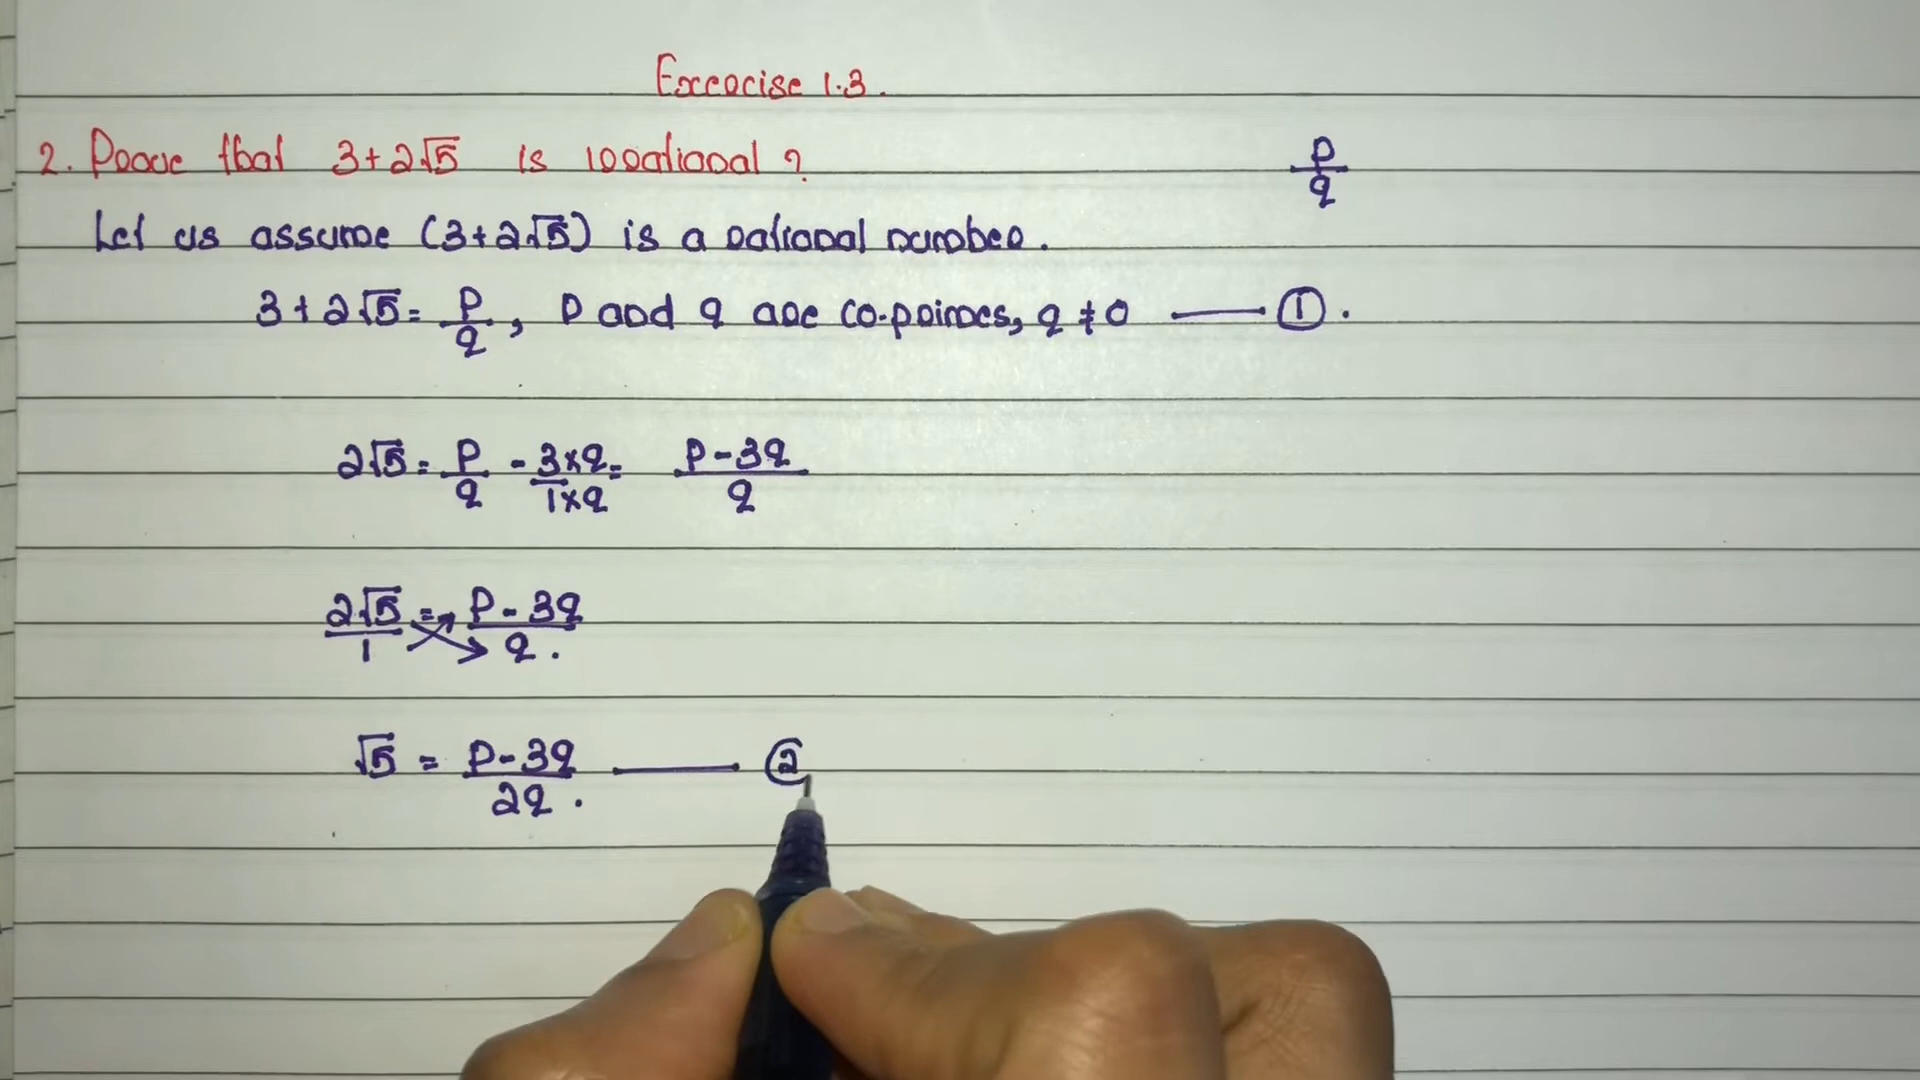 Exercise 1.3.
2. Prove that 3+2√5 is irrational?
p/q
Let us assume (3+2√5) is a rational number.
3+2√5 = p/q, p and q are co-primes, q ≠ 0 —— ①.
2√5 = p/q - 3×q/1×q = p-3q/q
2√5/1 = p-3q/q.
√5 = p-3q/2q. —— ②